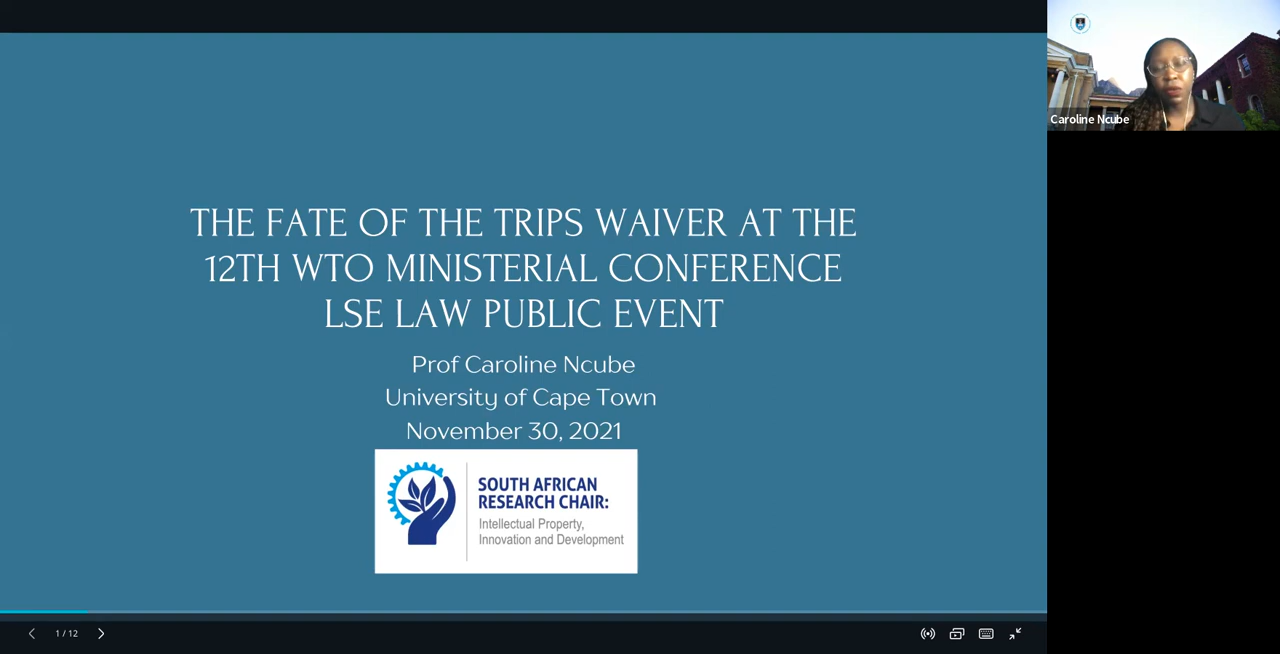 THE FATE OF THE TRIPS WAIVER AT THE
12TH WTO MINISTERIAL CONFERENCE
LSE LAW PUBLIC EVENT
Prof Caroline Ncube
University of Cape Town
November 30, 2021
SOUTH AFRICAN
RESEARCH CHAIR:
Intellectual Property,
Innovation and Development
1 / 12
Caroline Ncube